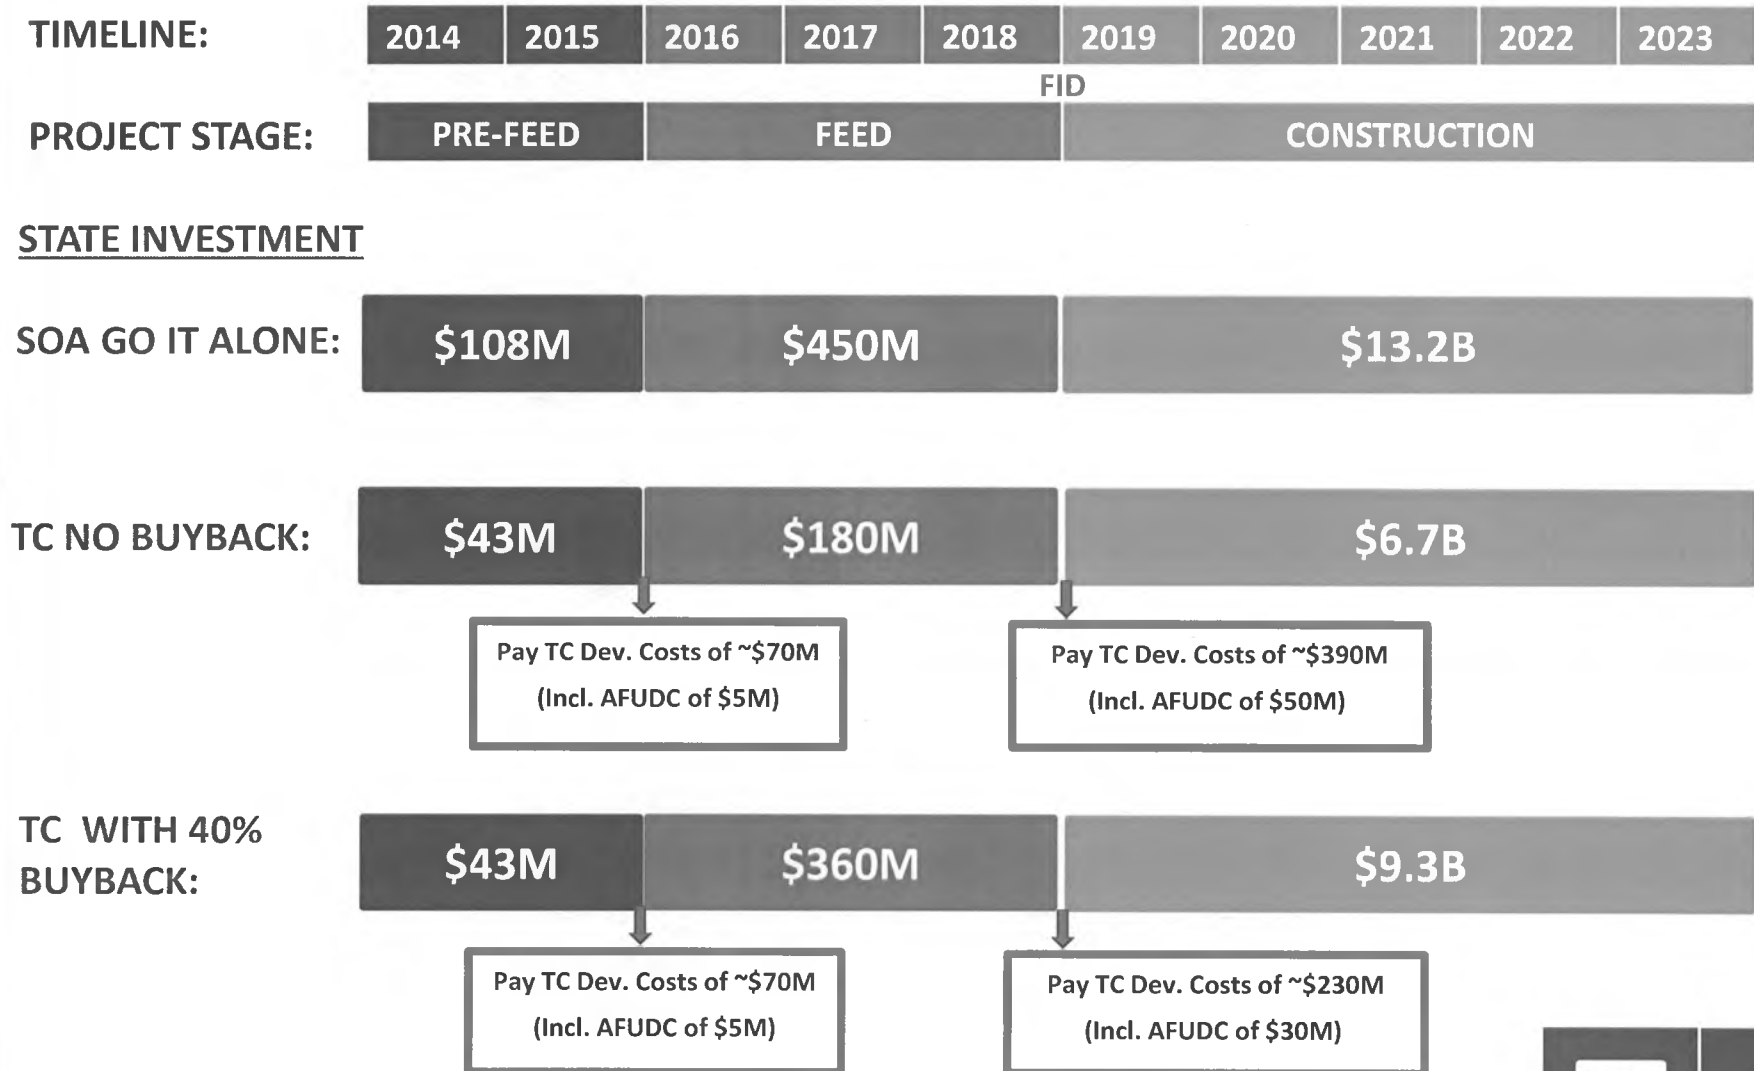 TIMELINE: 2014 2015 2016 2017 2018 2019 2020 2021 2022 2023
FID
PROJECT STAGE: PRE-FEED FEED CONSTRUCTION
STATE INVESTMENT
SOA GO IT ALONE: $108M $450M $13.2B
TC NO BUYBACK: $43M $180M $6.7B
Pay TC Dev. Costs of ~$70M
(Incl. AFUDC of $5M)
Pay TC Dev. Costs of ~$390M
(Incl. AFUDC of $50M)
TC WITH 40%
BUYBACK:
$43M $360M $9.3B
Pay TC Dev. Costs of ~$70M
(Incl. AFUDC of $5M)
Pay TC Dev. Costs of ~$230M
(Incl. AFUDC of $30M)